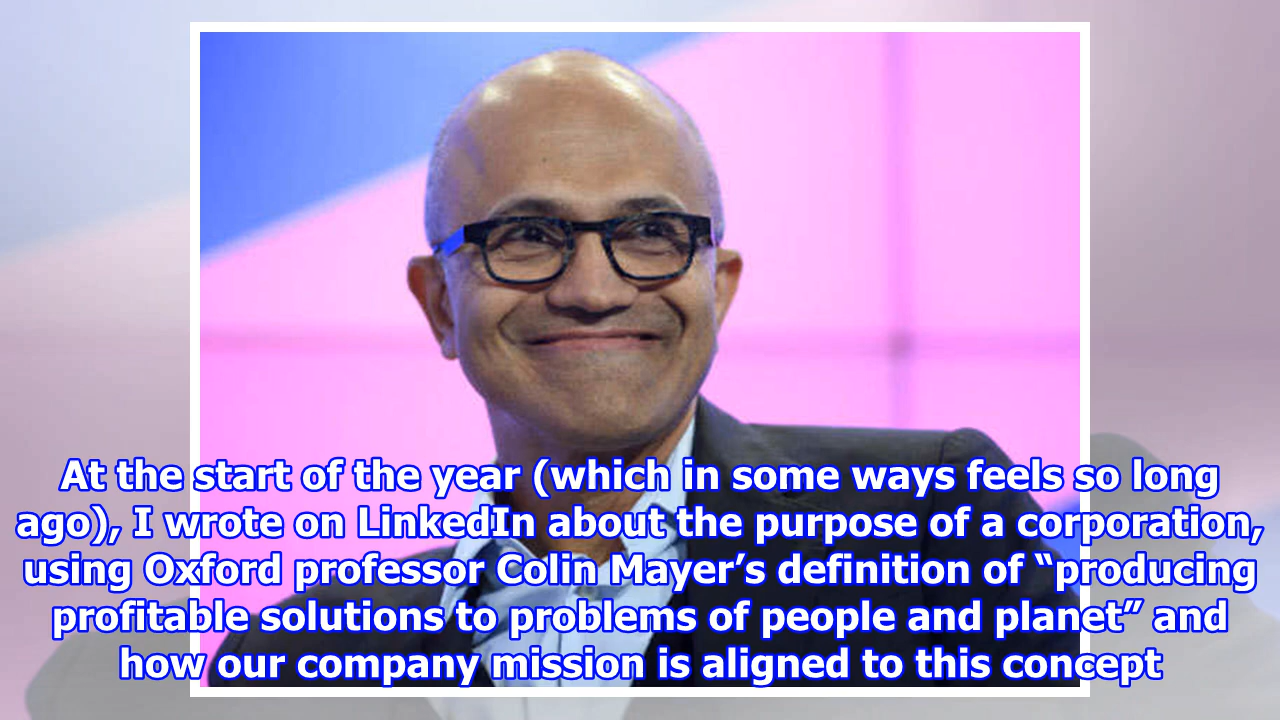 At the start of the year (which in some ways feels so long
ago), I wrote on LinkedIn about the purpose of a corporation,
using Oxford professor Colin Mayer’s definition of “producing
profitable solutions to problems of people and planet” and
how our company mission is aligned to this concept